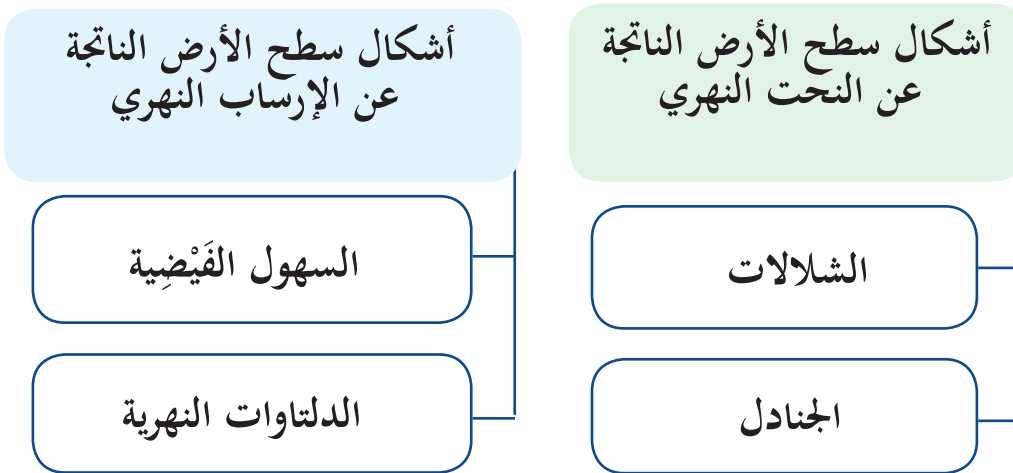 أشكال سطح الأرض الناتجة
عن النحت النهري
الشلالات
الجنادل
أشكال سطح الأرض الناتجة
عن الإرساب النهري
السهول الفَيْضِية
الدلتاوات النهرية